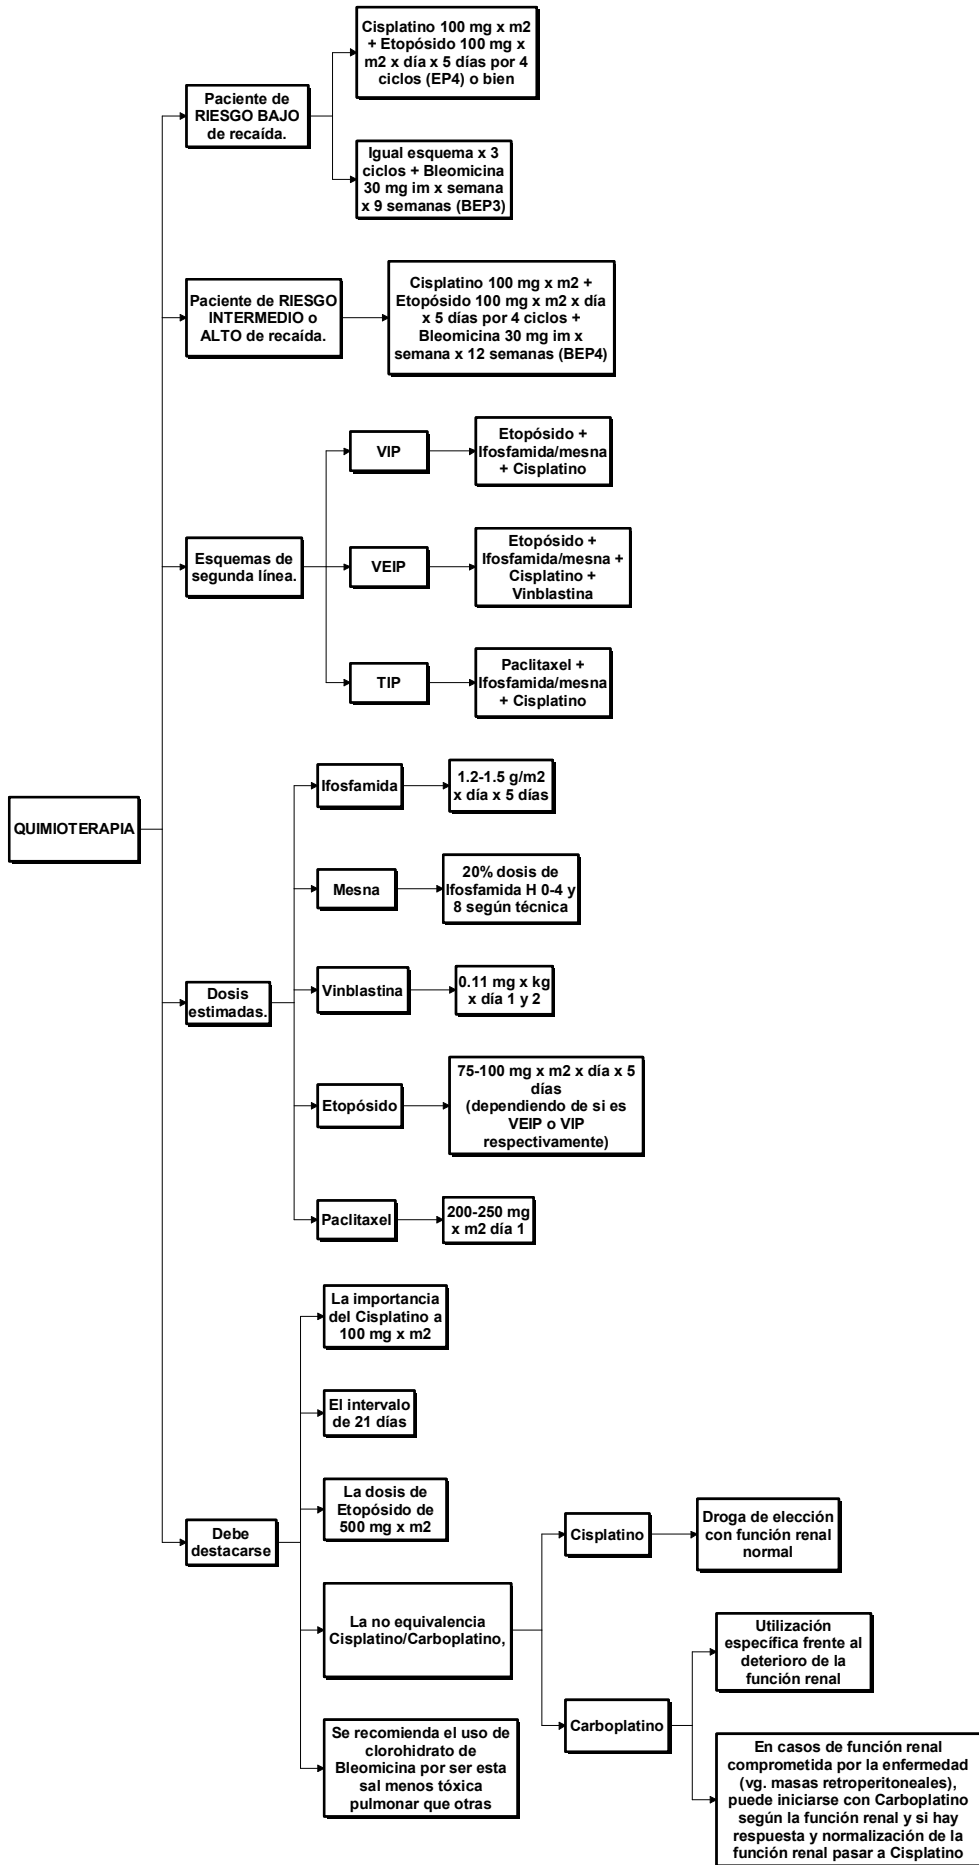 QUIMIOTERAPIA
Paciente de
RIESGO BAJO
de recaída.
Cisplatino 100 mg x m2
+ Etopósido 100 mg x
m2 x día x 5 días por 4
ciclos (EP4) o bien
Igual esquema x 3
ciclos + Bleomicina
30 mg im x semana
x 9 semanas (BEP3)
Paciente de RIESGO
INTERMEDIO o
ALTO de recaída.
Cisplatino 100 mg x m2 +
Etopósido 100 mg x m2 x día
x 5 días por 4 ciclos +
Bleomicina 30 mg im x
semana x 12 semanas (BEP4)
Esquemas de
segunda línea.
VIP
Etopósido +
Ifosfamida/mesna
+ Cisplatino
VEIP
Etopósido +
Ifosfamida/mesna +
Cisplatino +
Vinblastina
TIP
Paclitaxel +
Ifosfamida/mesna
+ Cisplatino
Dosis
estimadas.
Ifosfamida
1.2-1.5 g/m2
x día x 5 días
Mesna
20% dosis de
Ifosfamida H 0-4 y
8 según técnica
Vinblastina
0.11 mg x kg
x día 1 y 2
Etopósido
75-100 mg x m2 x día x 5
días
(dependiendo de si es
VEIP o VIP
respectivamente)
Paclitaxel
200-250 mg
x m2 día 1
Debe
destacarse
La importancia
del Cisplatino a
100 mg x m2
El intervalo
de 21 días
La dosis de
Etopósido de
500 mg x m2
La no equivalencia
Cisplatino/Carboplatino,
Cisplatino
Droga de elección
con función renal
normal
Carboplatino
Utilización
específica frente al
deterioro de la
función renal
En casos de función renal
comprometida por la enfermedad
(vg. masas retroperitoneales),
puede iniciarse con Carboplatino
según la función renal y si hay
respuesta y normalización de la
función renal pasar a Cisplatino
Se recomienda el uso de
clorohidrato de
Bleomicina por ser esta
sal menos tóxica
pulmonar que otras